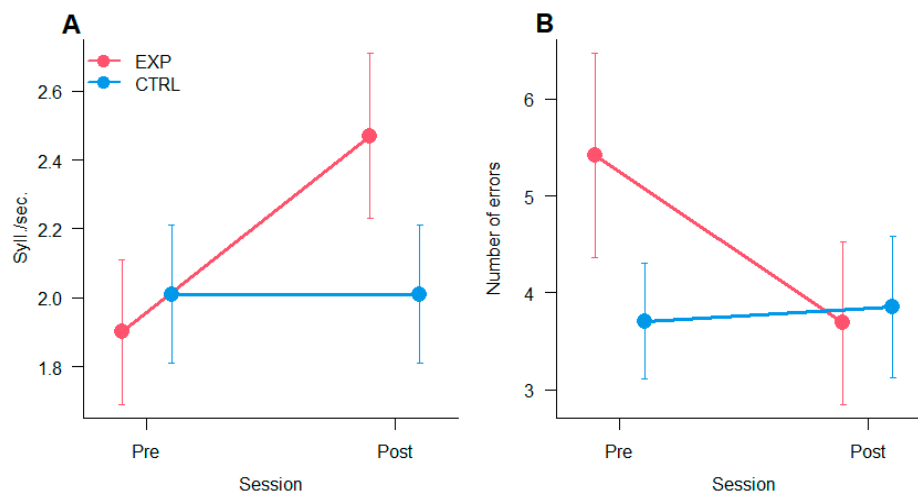 A
EXP
CTRL
2.6
2.4
2.2
2.0
1.8
Syll./sec.
Pre
Post
Session
B
6
5
4
3
Number of errors
Pre
Post
Session